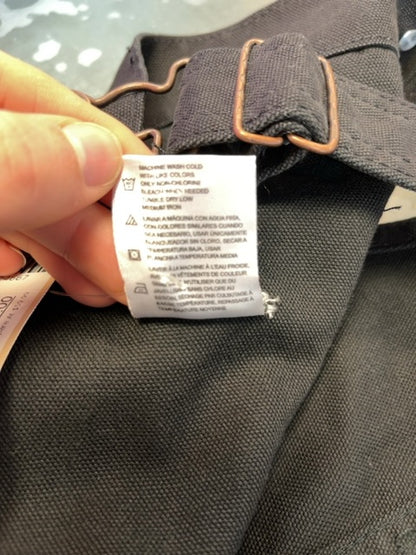 MACHINE WASH COLD
WITH LIKE COLORS
ONLY NON-CHLORINE
BLEACH WHEN NEEDED
TUMBLE DRY LOW
MEDIUM IRON
LAVAR A MÁQUINA CON AGUA FRÍA,
CON COLORES SIMILARES CUANDO
SEA NECESARIO, USAR ÚNICAMENTE
BLANQUEADOR SIN CLORO, SECAR A
TEMPERATURA BAJA, USAR
PLANCHA A TEMPERATURA MEDIA
LAVER À LA MACHINE À L'EAU FROIDE,
AVEC VÊTEMENTS DE COULEUR
N'UTILISER QUE DU
SANS CHLORE AU
BESOIN, SÉCHAGE PAR CULBUTAGE À
BASSE TEMPÉRATURE, REPASSAGE À
TEMPÉRATURE MOYENNE